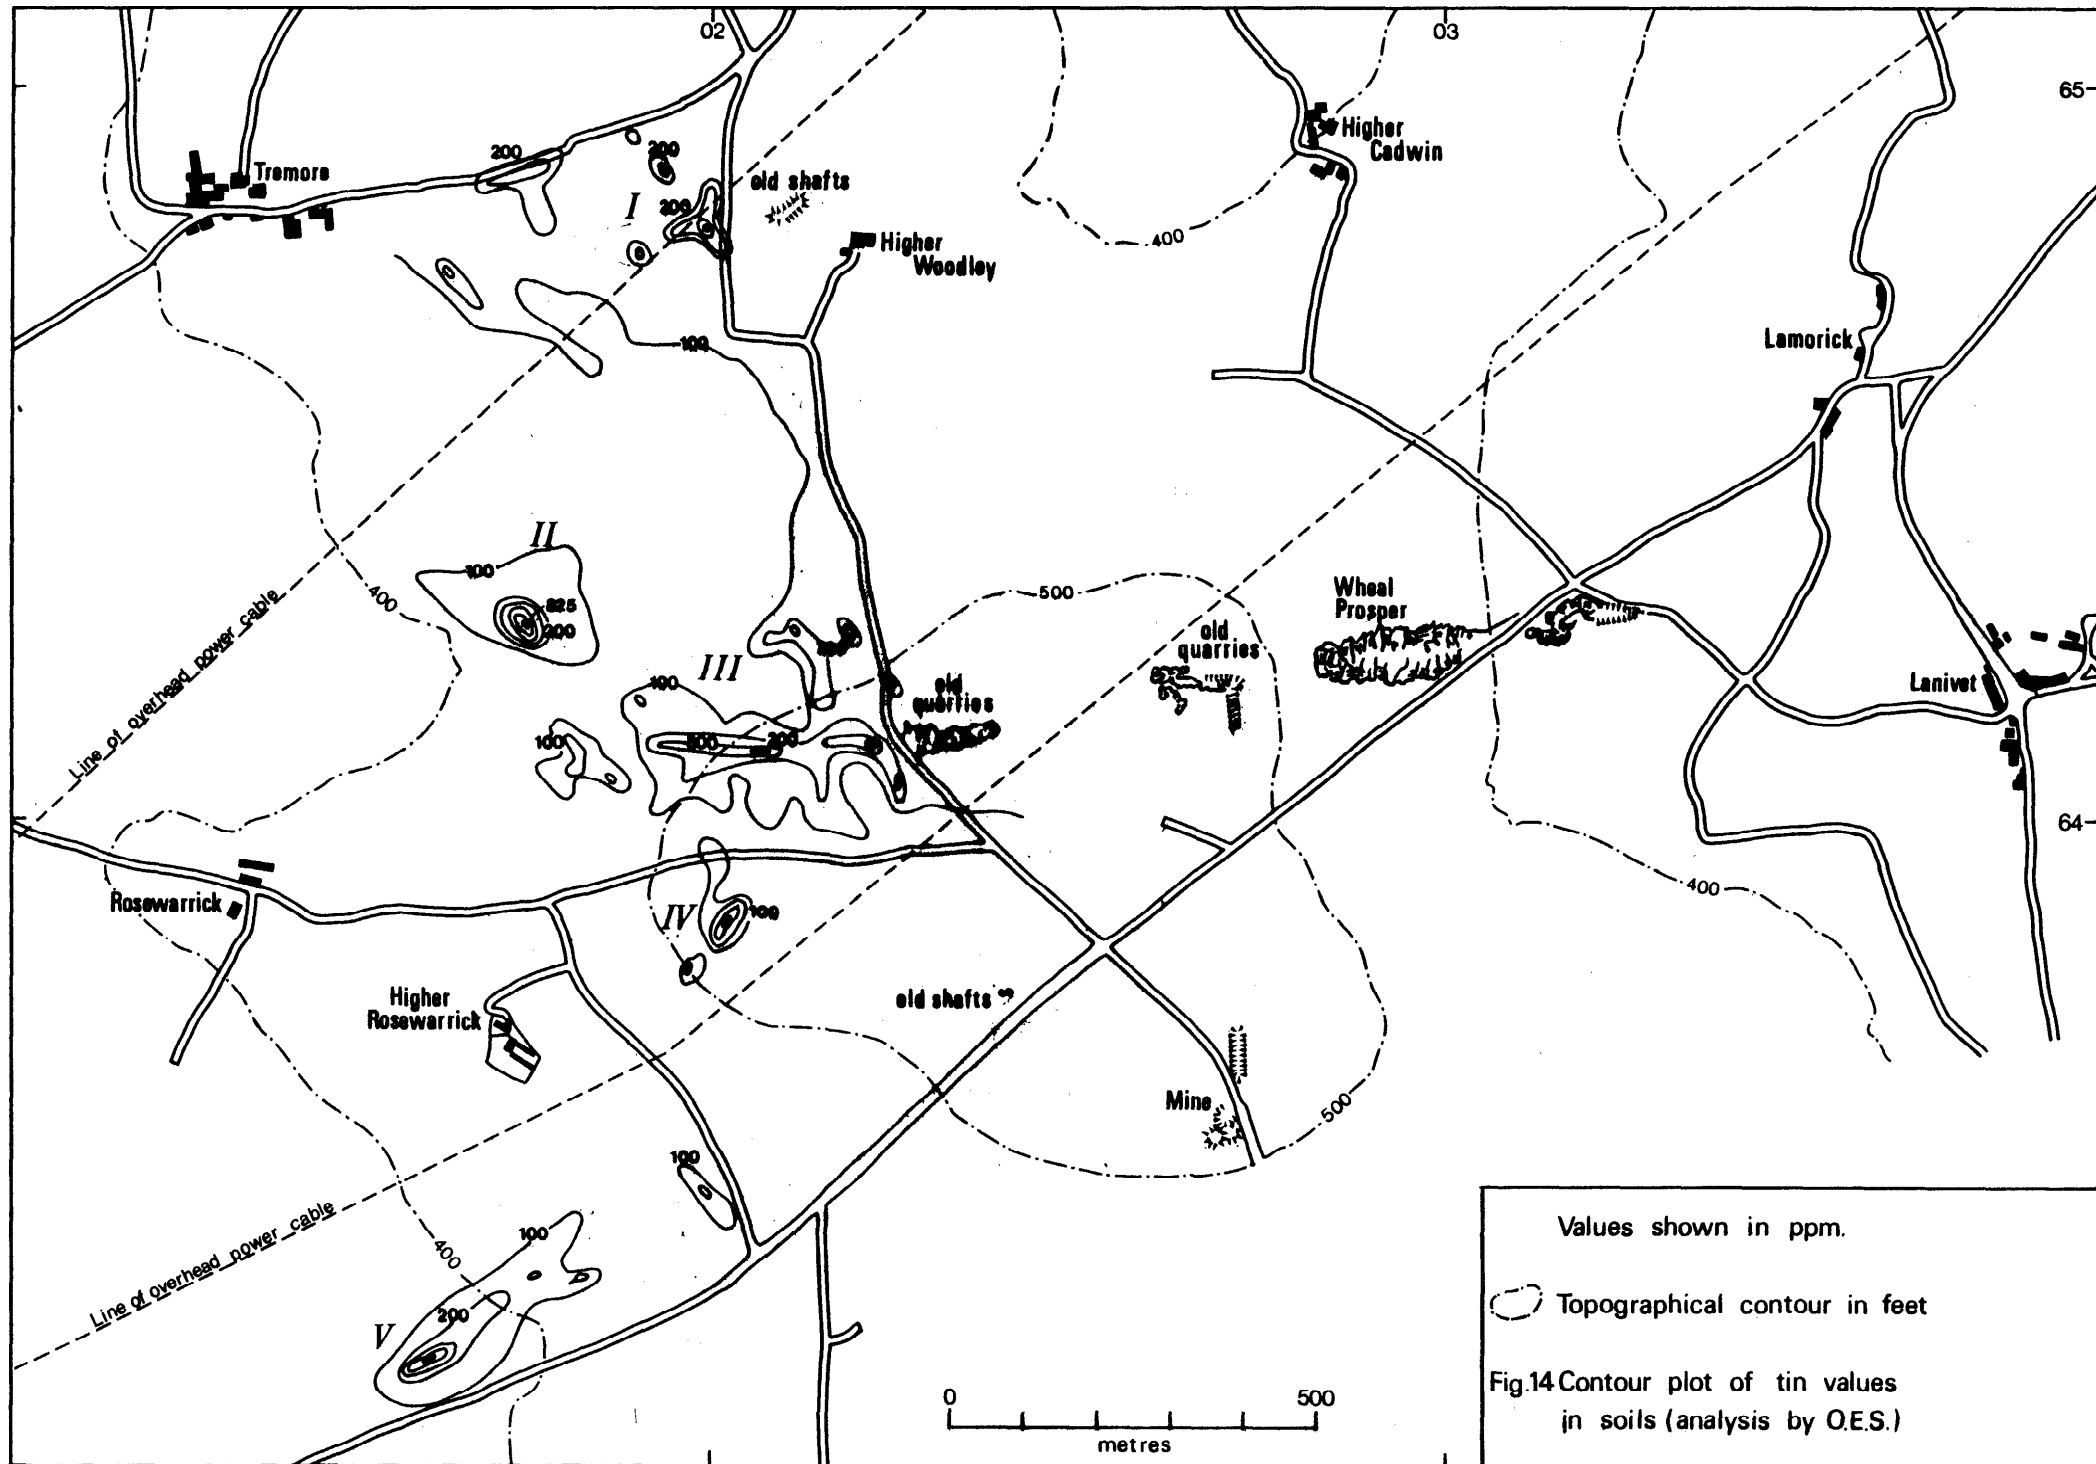 02
03
65
Tremore
200
200
I
200
old shafts
Higher
Woodley
Higher
Cadwin
400
Lamorick
100
II
100
825
200
400
Line of overhead power cable
III
100
100
500
200
old
quarries
500
old
quarries
Wheal
Prosper
Lanivet
64
Rosewarrick
IV
100
400
Higher
Rosewarrick
old shafts
Mine
500
100
Line of overhead power cable
400
100
200
V
0
500
metres
Values shown in ppm.
Topographical contour in feet
Fig.14 Contour plot of tin values
in soils (analysis by O.E.S.)